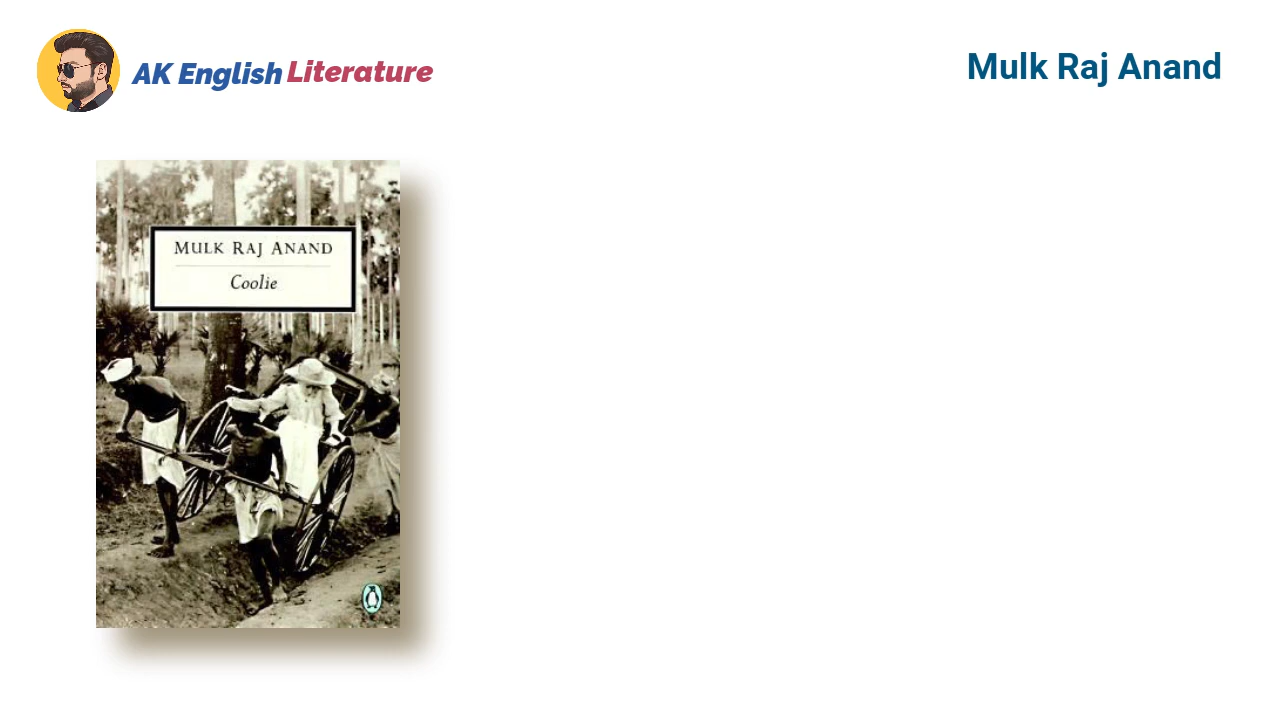 AK English Literature
Mulk Raj Anand
MULK RAJ ANAND
Coolie